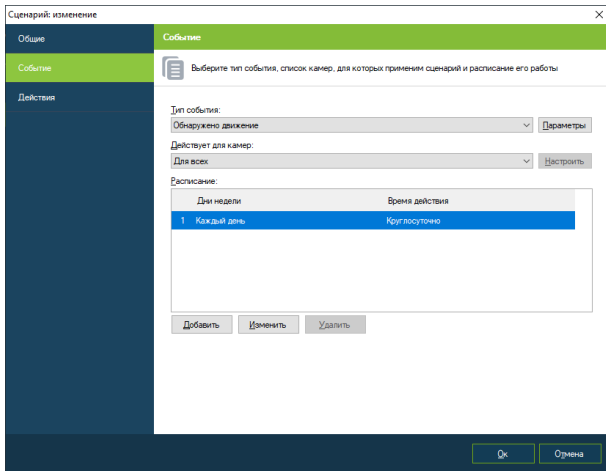 Сценарий: изменение
Общие
Событие
Действия
Событие
Выберите тип события, список камер, для которых применим сценарий и расписание его работы
Тип события:
Обнаружено движение
Параметры
Действует для камер:
Для всех
Настроить
Расписание:
Дни недели Время действия
1 Каждый день Круглосуточно
Добавить Изменить Удалить
Ок Отмена